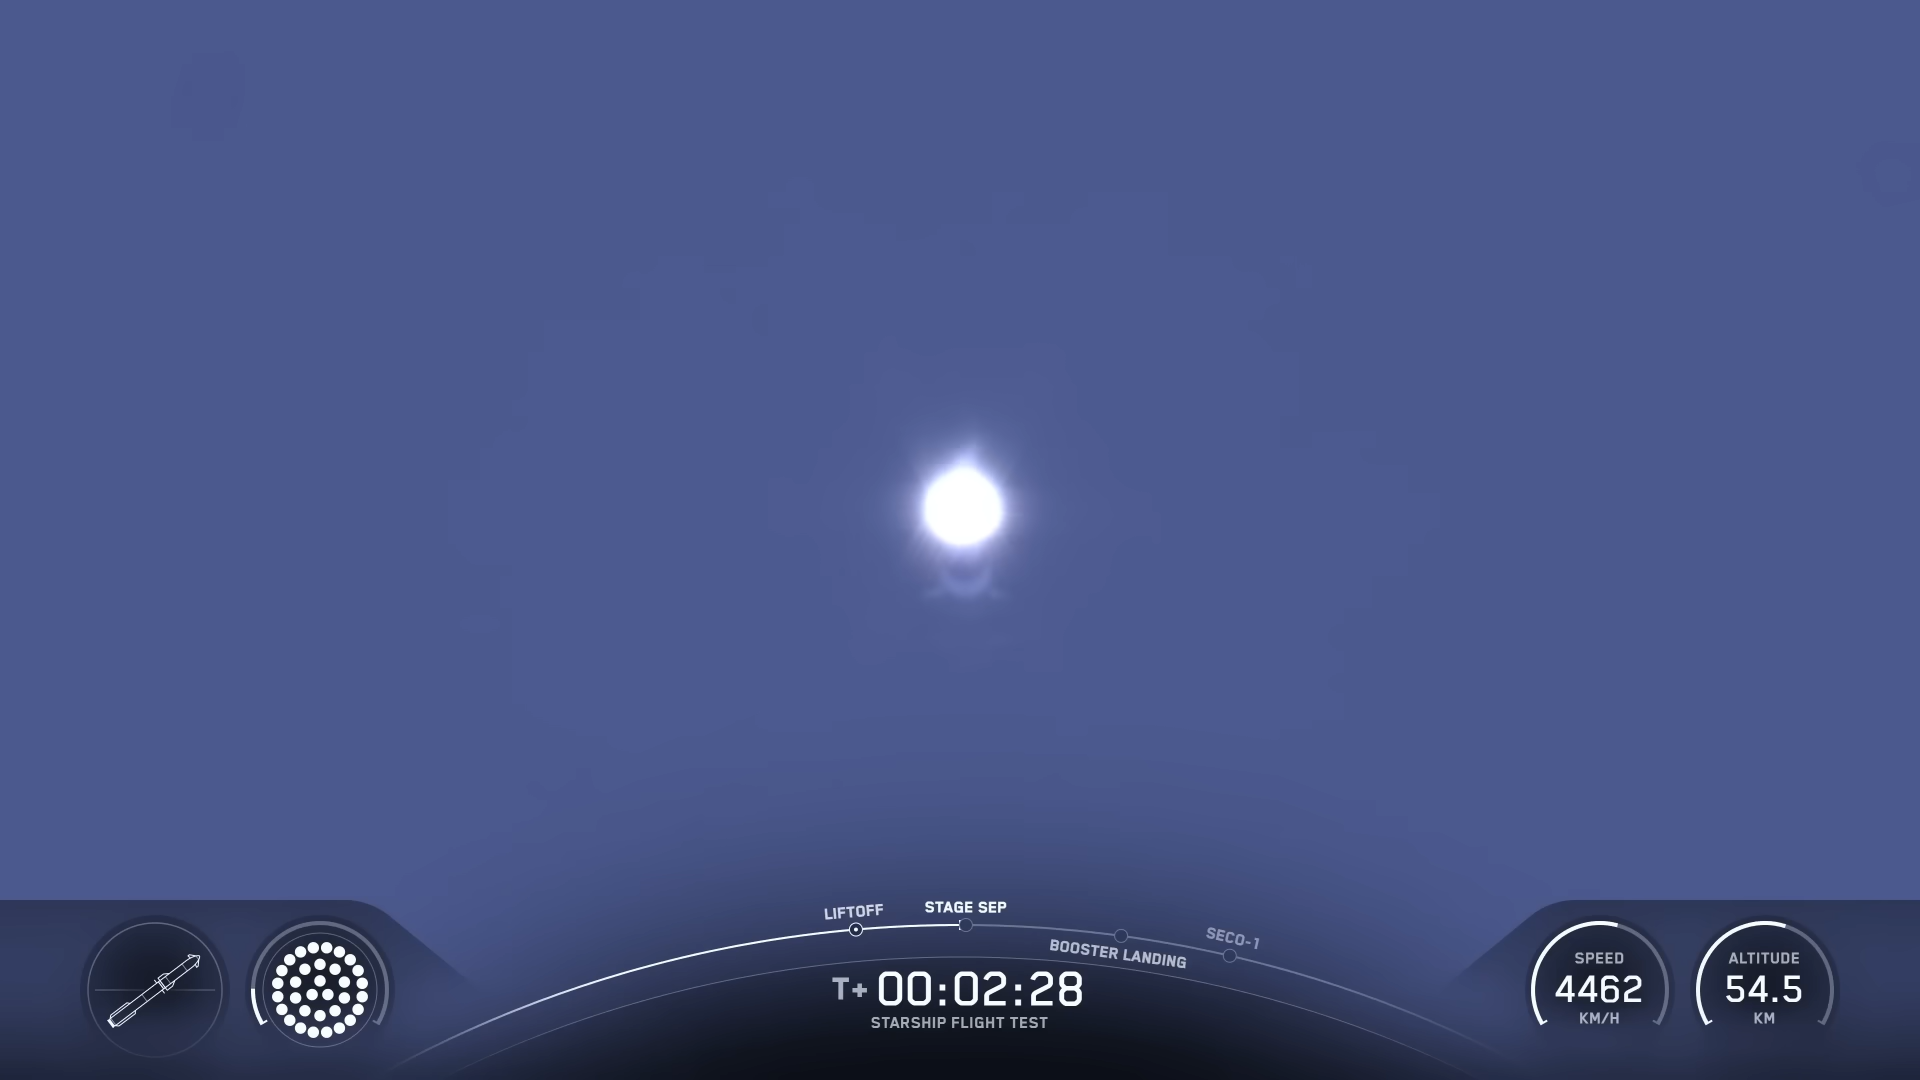 LIFTOFF
STAGE SEP
BOOSTER LANDING
SECO-1
T+ 00:02:28
STARSHIP FLIGHT TEST
SPEED
4462
KM/H
ALTITUDE
54.5
KM